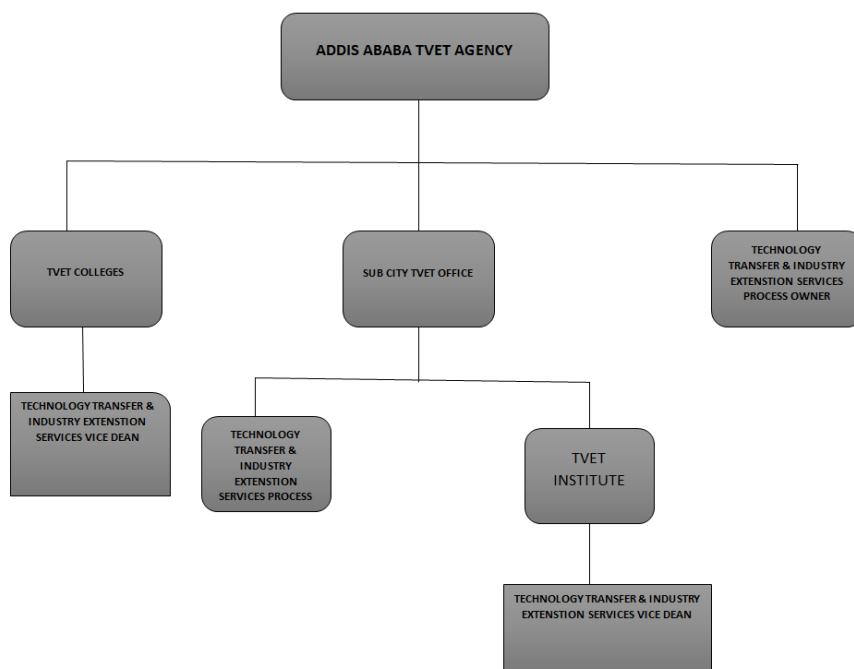 ADDIS ABABA TVET AGENCY
TVET COLLEGES
SUB CITY TVET OFFICE
TECHNOLOGY
TRANSFER & INDUSTRY
EXTENSTION SERVICES
PROCESS OWNER
TECHNOLOGY TRANSFER &
INDUSTRY EXTENSTION
SERVICES VICE DEAN
TECHNOLOGY
TRANSFER &
INDUSTRY
EXTENSTION
SERVICES PROCESS
TVET
INSTITUTE
TECHNOLOGY TRANSFER & INDUSTRY
EXTENSTION SERVICES VICE DEAN